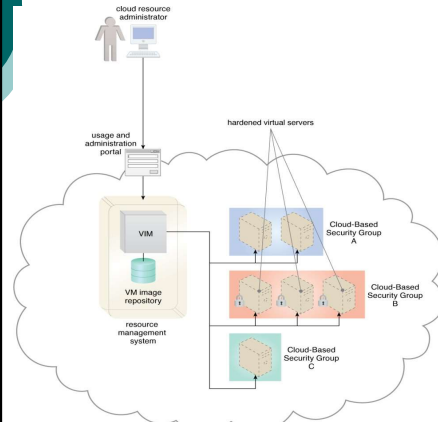 cloud resource
administrator
usage and
administration
portal
hardened virtual servers
VIM
VM image
repository
resource
management
system
Cloud-Based
Security Group
A
Cloud-Based
Security Group
B
Cloud-Based
Security Group
C